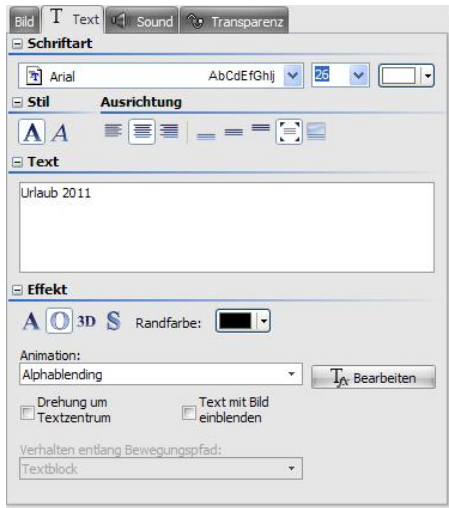 Bild T Text Sound Transparenz
Schriftart
Arial AbCdEfGhIj 26
Stil Ausrichtung
A A
Text
Urlaub 2011
Effekt
A O 3D S Randfarbe:
Animation:
Alphablending TA Bearbeiten
Drehung um Textzentrum Text mit Bild einblenden
Verhalten entlang Bewegungspfad:
Textblock